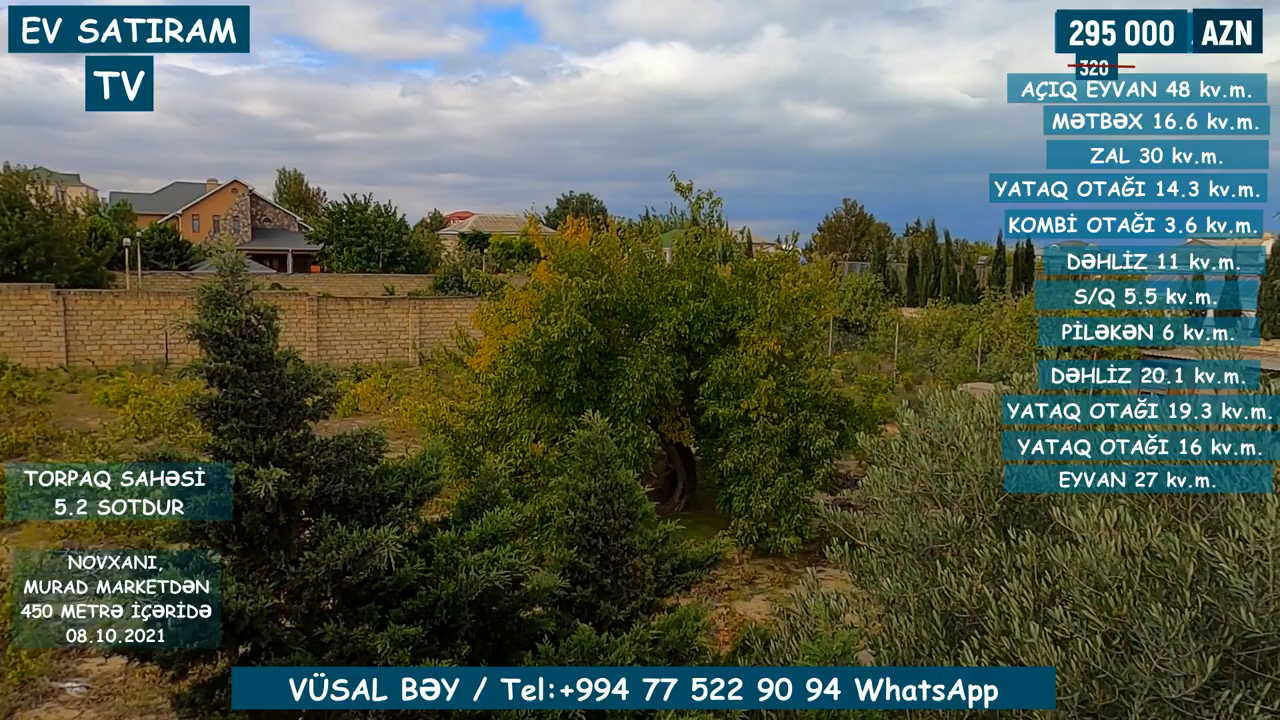 EV SATIRAM
TV
295 000 AZN
320
AÇIQ EYVAN 48 kv.m.
MƏTBƏX 16.6 kv.m.
ZAL 30 kv.m.
YATAQ OTAĞI 14.3 kv.m.
KOMBİ OTAĞI 3.6 kv.m.
DƏHLİZ 11 kv.m.
S/Q 5.5 kv.m.
PİLƏKƏN 6 kv.m.
DƏHLİZ 20.1 kv.m.
YATAQ OTAĞI 19.3 kv.m.
YATAQ OTAĞI 16 kv.m.
EYVAN 27 kv.m.
TORPAQ SAHƏSİ
5.2 SOTDUR
NOVXANI,
MURAD MARKETDƏN
450 METRƏ İÇƏRİDƏ
08.10.2021
VÜSAL BƏY / Tel:+994 77 522 90 94 WhatsApp